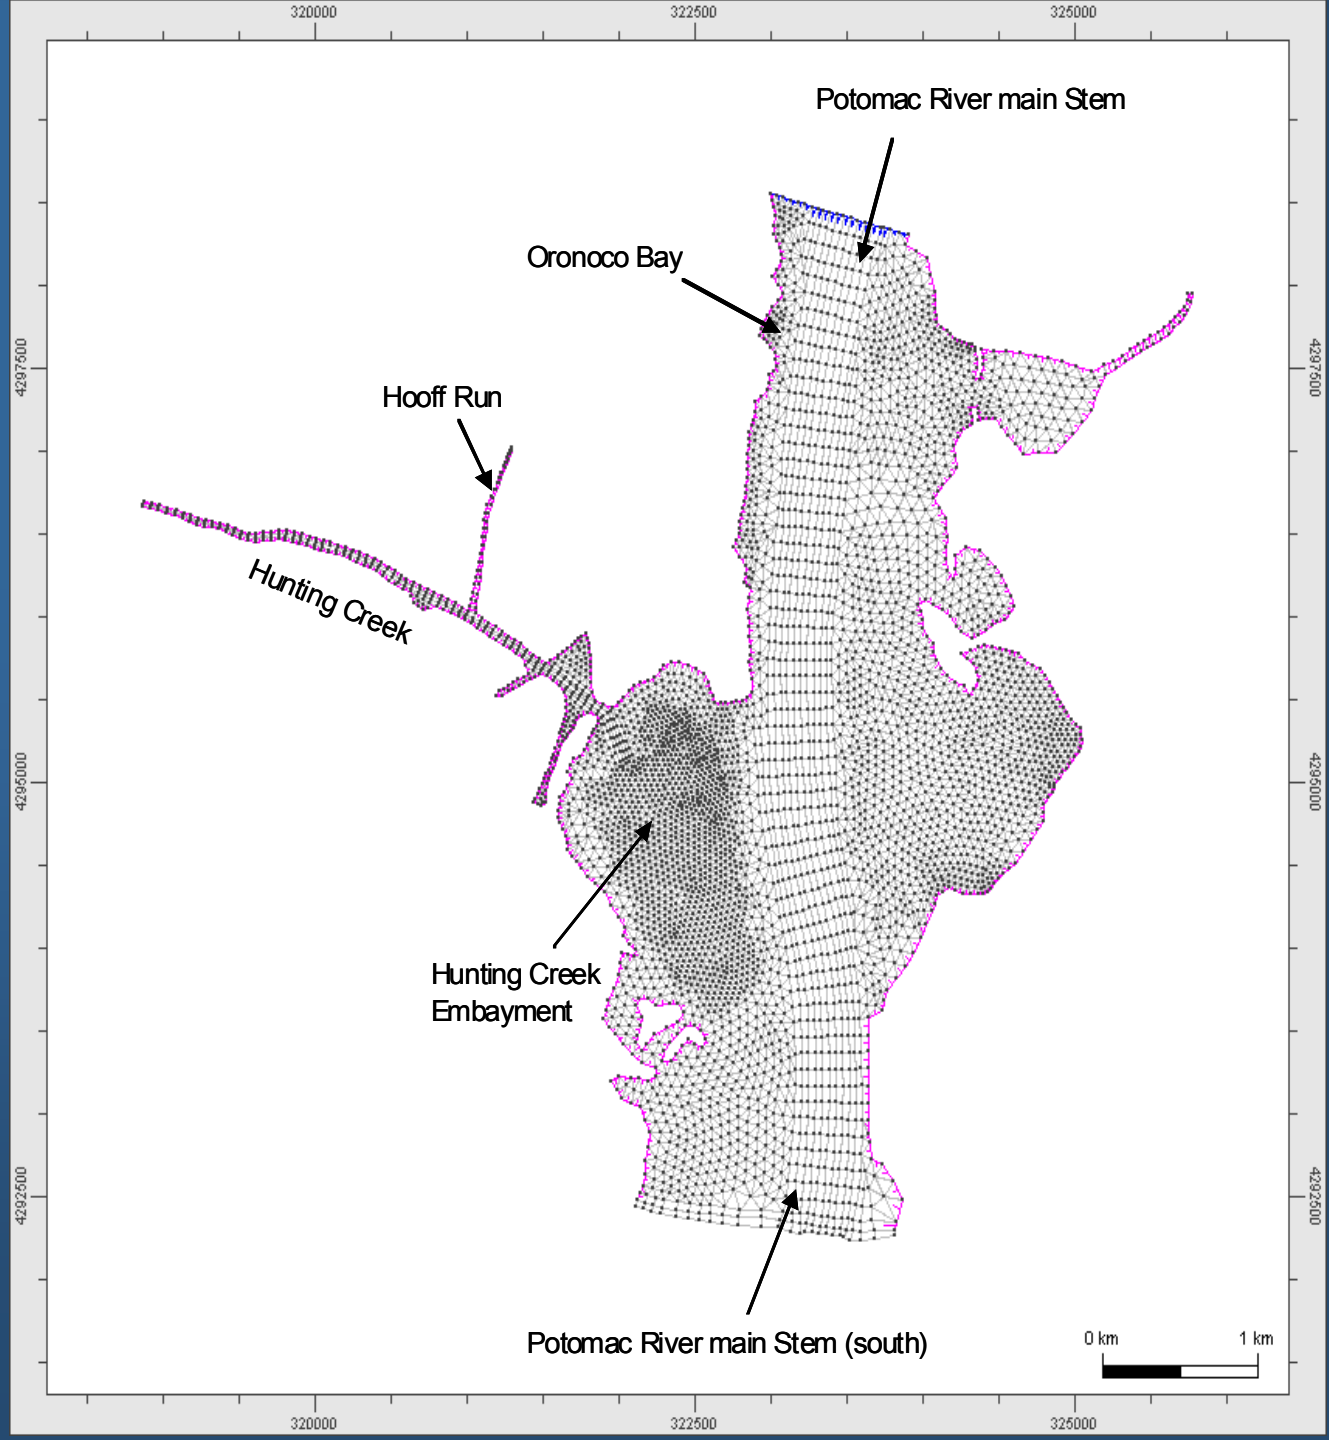 320000 322500 325000
Potomac River main Stem
Oronoco Bay
4297500 4297500
Hooff Run
Hunting Creek
4295000 4295000
Hunting Creek
Embayment
4292500 4292500
Potomac River main Stem (south)
0 km 1 km
320000 322500 325000